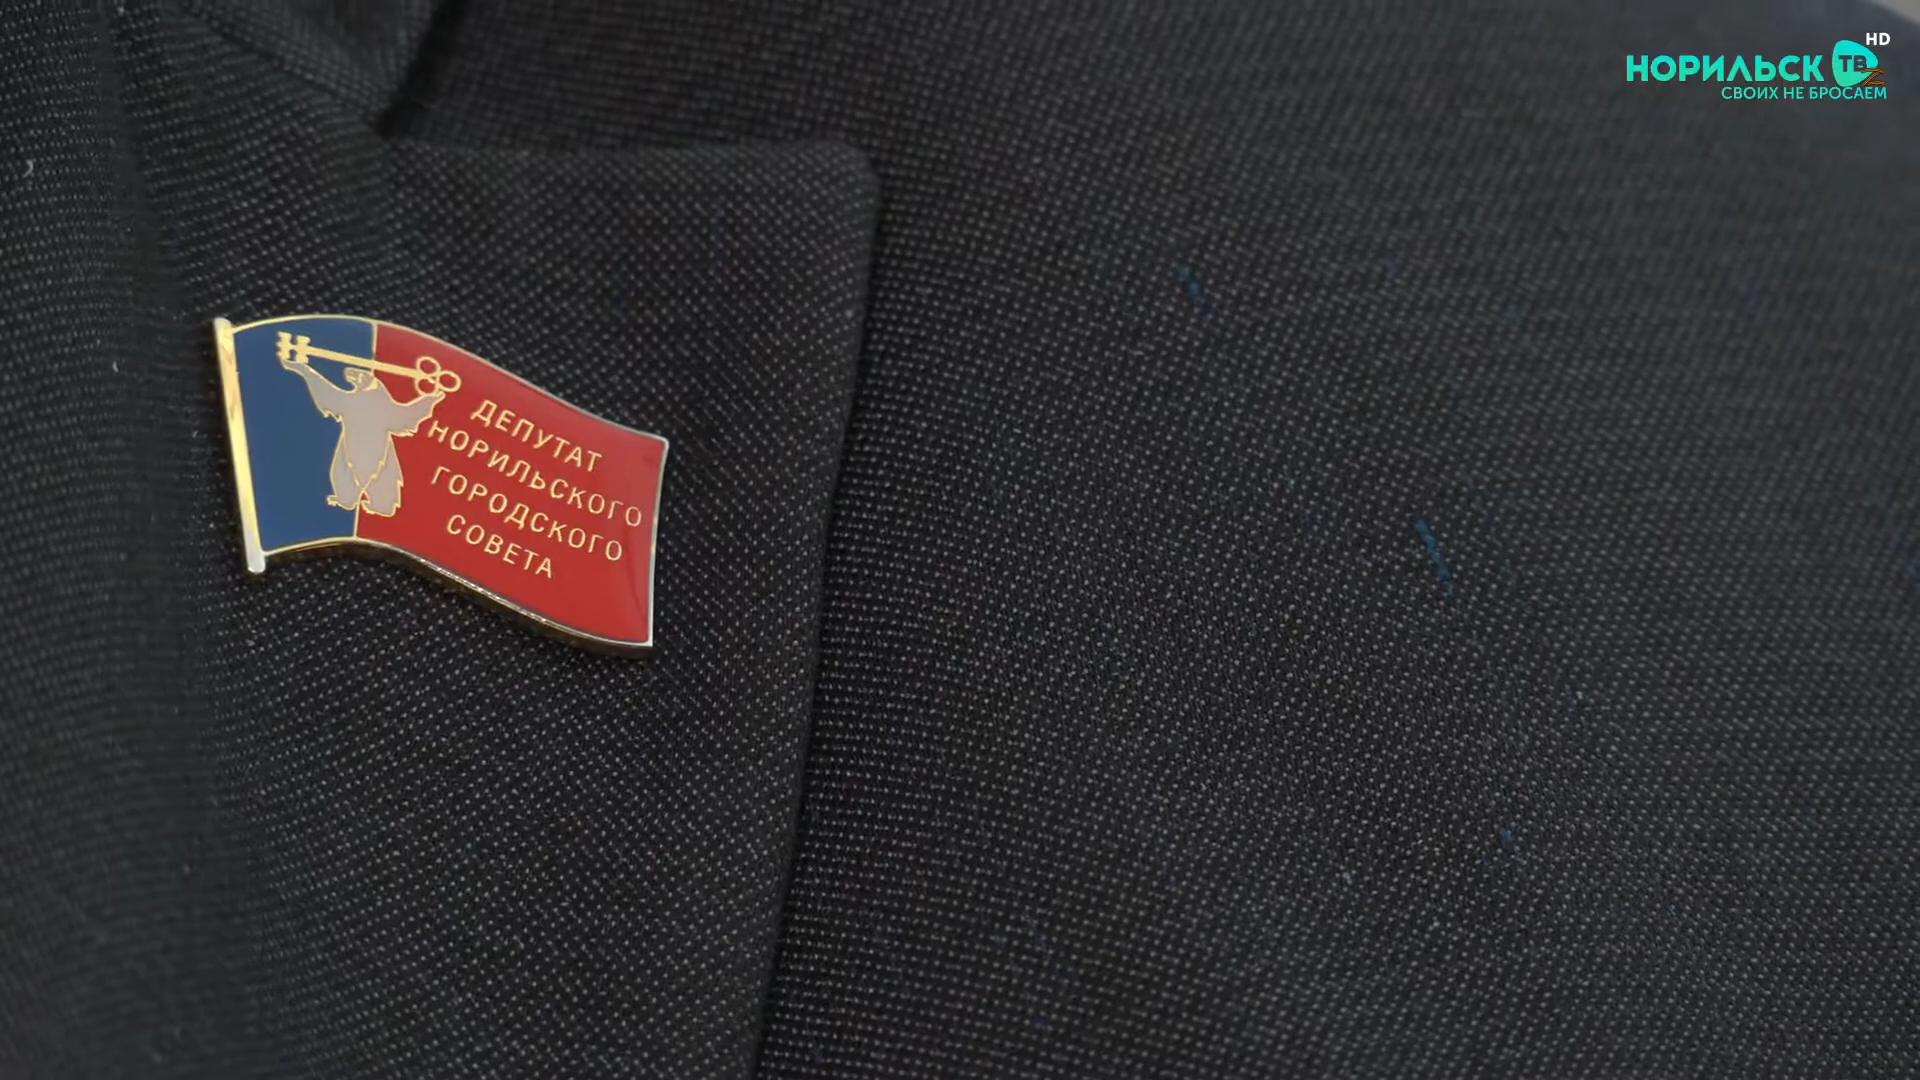 HD
НОРИЛЬСК ТВ
СВОИХ НЕ БРОСАЕМ
ДЕПУТАТ
НОРИЛЬСКОГО
ГОРОДСКОГО
СОВЕТА